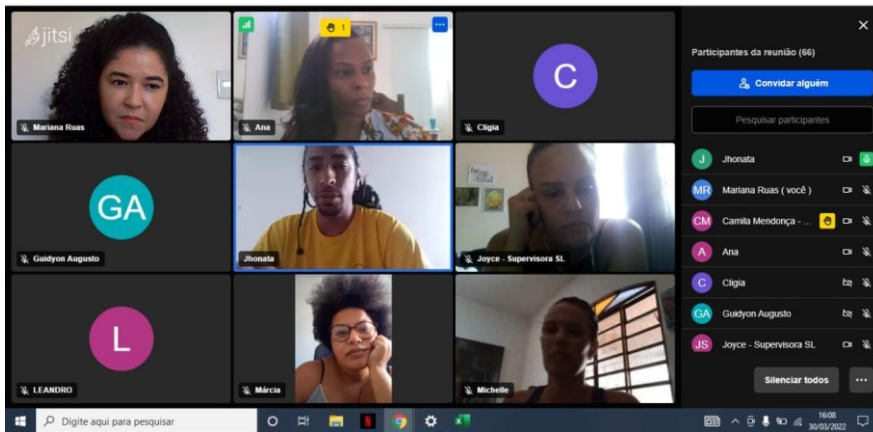 jitsi
1
Mariana Ruas
Ana
C
Cligia
GA
Guidyon Augusto
Jhonata
Joyce - Supervisora SL
L
LEANDRO
Márcia
Michelle
Participantes da reunião (66)
Convidar alguém
Pesquisar participantes
J Jhonata
MR Mariana Ruas ( você )
CM Camila Mendonça - ...
A Ana
C Cligia
GA Guidyon Augusto
JS Joyce - Supervisora SL
Silenciar todos
Digite aqui para pesquisar
16:08
30/03/2022